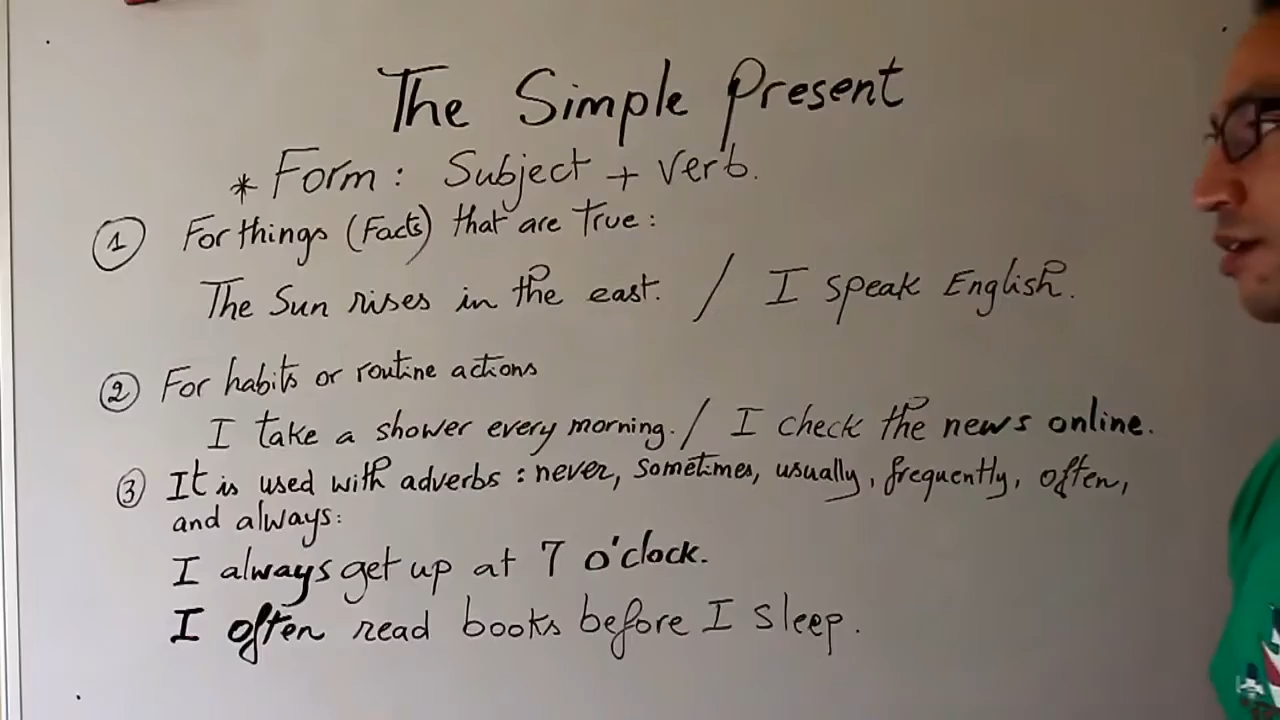 The Simple Present
* Form: Subject + Verb.
1 For things (Facts) that are true:
The Sun rises in the east. / I speak English.
2 For habits or routine actions
I take a shower every morning. / I check the news online.
3 It is used with adverbs: never, sometimes, usually, frequently, often,
and always:
I always get up at 7 o'clock.
I often read books before I sleep.